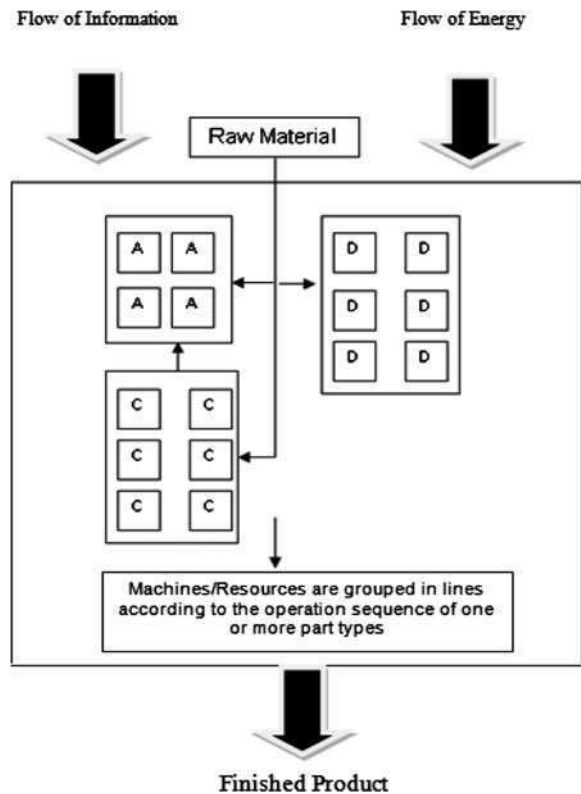 Flow of Information
Flow of Energy
Raw Material
A A
D D
A A
D D
D D
C C
C C
C C
Machines/Resources are grouped in lines
according to the operation sequence of one
or more part types
Finished Product